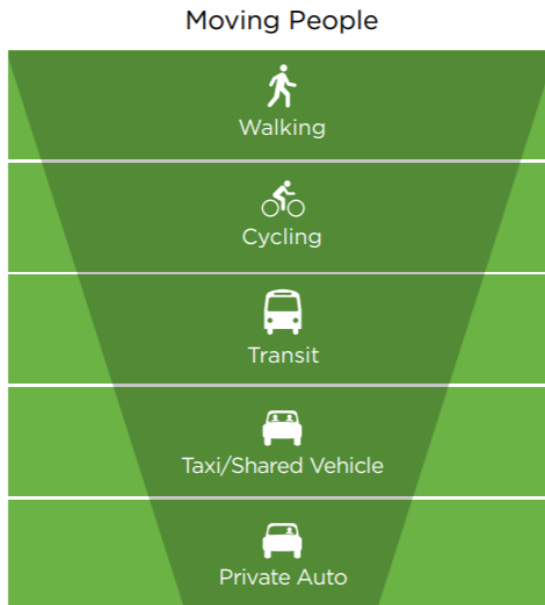 Moving People
Walking
Cycling
Transit
Taxi/Shared Vehicle
Private Auto